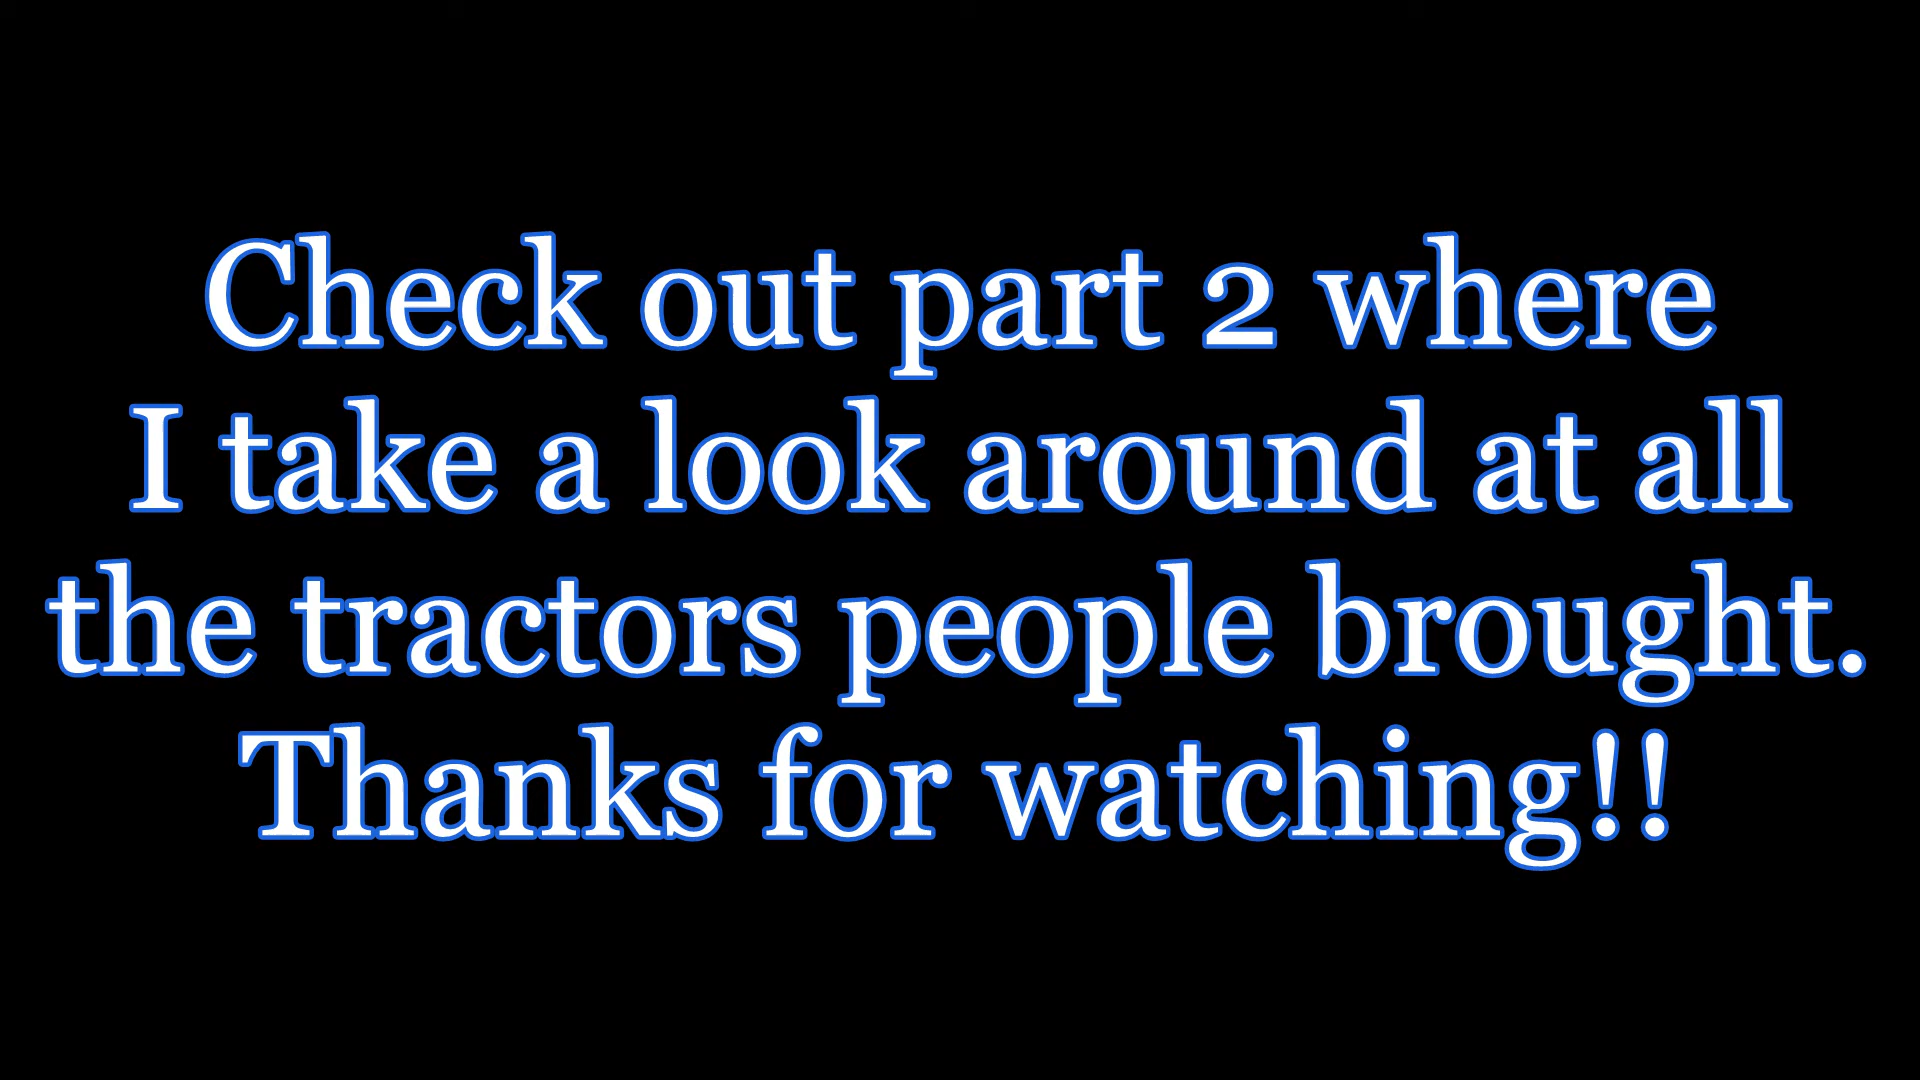 Check out part 2 where
I take a look around at all
the tractors people brought.
Thanks for watching!!